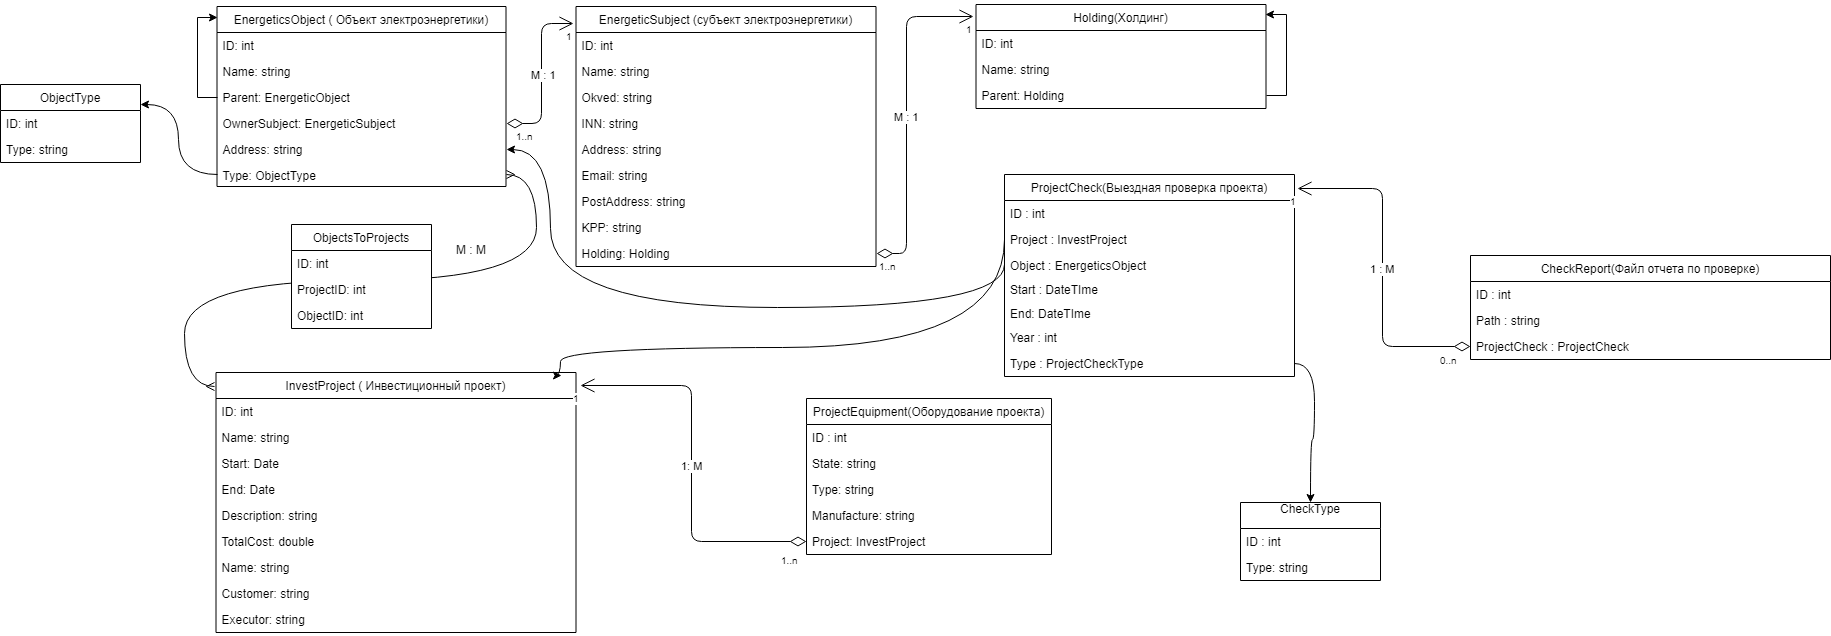 EnergeticsObject ( Объект электроэнергетики)
ID: int
Name: string
Parent: EnergeticObject
OwnerSubject: EnergeticSubject
Address: string
Type: ObjectType
M : 1
1
1..n
EnergeticSubject (субъект электроэнергетики)
ID: int
Name: string
Okved: string
INN: string
Address: string
Email: string
PostAddress: string
KPP: string
Holding: Holding
M : 1
1
1..n
Holding(Холдинг)
ID: int
Name: string
Parent: Holding
ObjectType
ID: int
Type: string
ObjectsToProjects
ID: int
ProjectID: int
ObjectID: int
M : M
ProjectCheck(Выездная проверка проекта)
ID : int
Project : InvestProject
Object : EnergeticsObject
Start : DateTIme
End: DateTIme
Year : int
Type : ProjectCheckType
1
1 : M
0..n
CheckReport(Файл отчета по проверке)
ID : int
Path : string
ProjectCheck : ProjectCheck
InvestProject ( Инвестиционный проект)
ID: int
Name: string
Start: Date
End: Date
Description: string
TotalCost: double
Name: string
Customer: string
Executor: string
1
1: M
1..n
ProjectEquipment(Оборудование проекта)
ID : int
State: string
Type: string
Manufacture: string
Project: InvestProject
CheckType
ID : int
Type: string